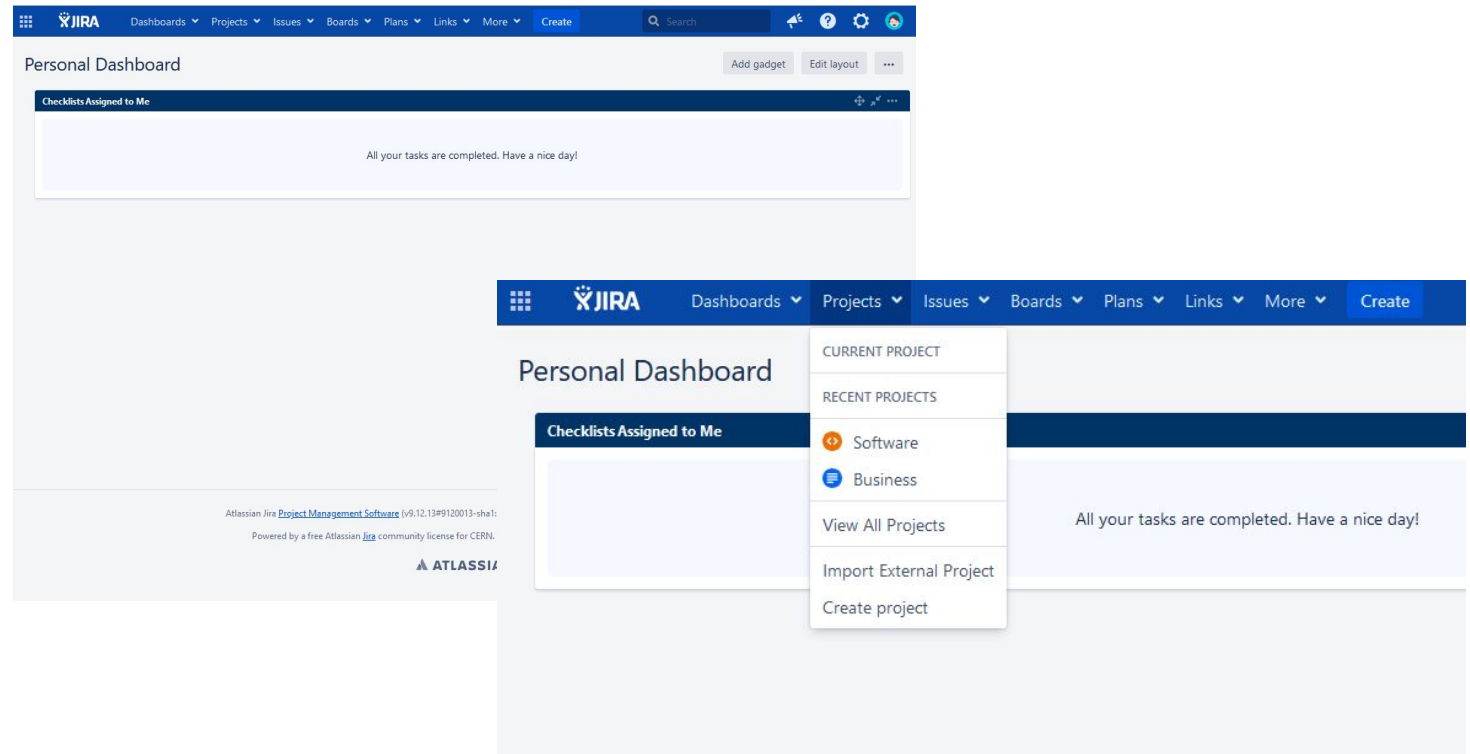 JIRA Dashboards Projects Issues Boards Plans Links More Create Search
Personal Dashboard Add gadget Edit layout ...
Checklists Assigned to Me
All your tasks are completed. Have a nice day!
Atlassian Jira Project Management Software (v9.12.13#9120013-sha1:
Powered by a free Atlassian Jira community license for CERN.
ATLASSIA
JIRA Dashboards Projects Issues Boards Plans Links More Create
Personal Dashboard
CURRENT PROJECT
RECENT PROJECTS
Checklists Assigned to Me
Software
Business
View All Projects
All your tasks are completed. Have a nice day!
Import External Project
Create project